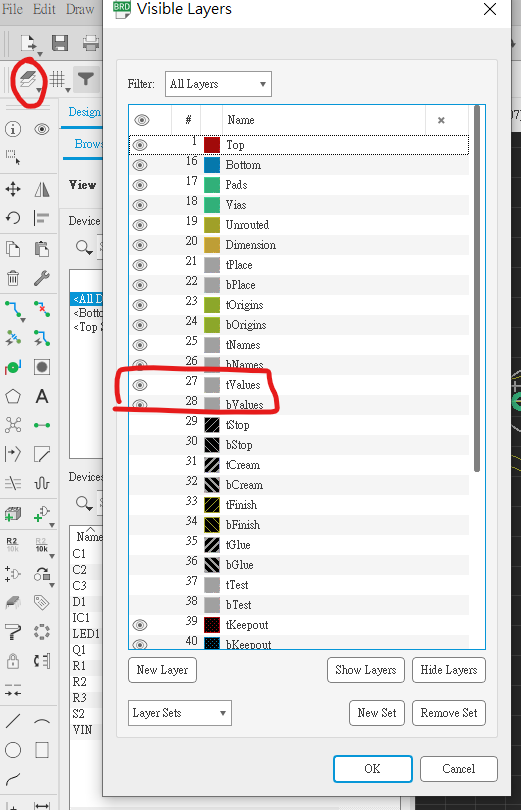 File Edit Draw
BRD Visible Layers
Filter: All Layers
# Name
1 Top
16 Bottom
17 Pads
18 Vias
19 Unrouted
20 Dimension
21 tPlace
22 bPlace
23 tOrigins
24 bOrigins
25 tNames
26 bNames
27 tValues
28 bValues
29 tStop
30 bStop
31 tCream
32 bCream
33 tFinish
34 bFinish
35 tGlue
36 bGlue
37 tTest
38 bTest
39 tKeepout
40 bKeepout
New Layer Show Layers Hide Layers
Layer Sets New Set Remove Set
OK Cancel
Design
Brows
View
Device
<All D
<Botto
<Top S
Devices
Name
C1
C2
C3
D1
IC1
LED1
Q1
R1
R2
R3
S2
VIN
A
R2
10k
R2
10k